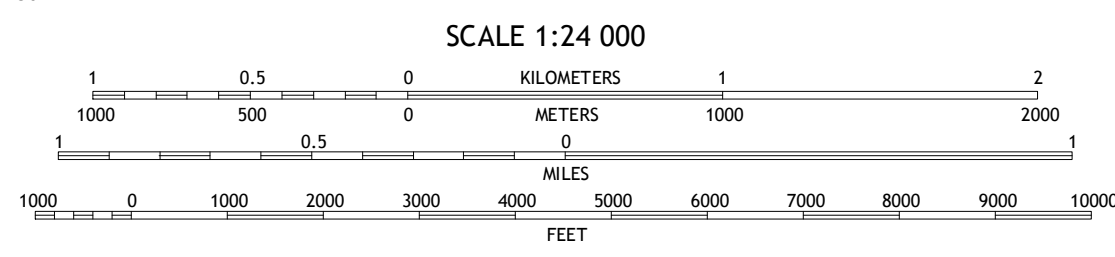 SCALE 1:24 000
1 0.5 0 KILOMETERS 1 2
1000 500 0 METERS 1000 2000
1 0.5 0 1
MILES
1000 0 1000 2000 3000 4000 5000 6000 7000 8000 9000 10000
FEET